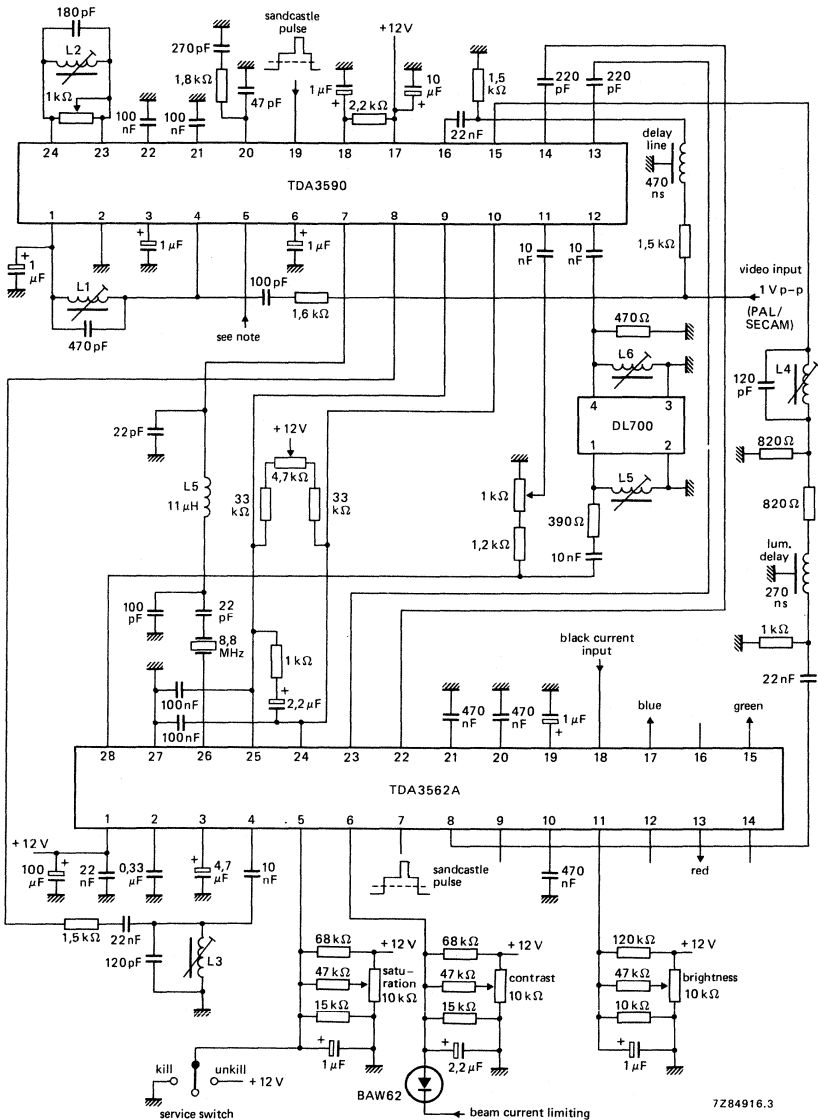 180 pF
L2
1kΩ
100 nF
100 nF
270 pF
1,8 kΩ
47 pF
sandcastle pulse
1 µF
+
2,2 kΩ
+12V
10 µF
+
22 nF
1,5 kΩ
220 pF
220 pF
delay line
470 ns
1,5 kΩ
24 23 22 21 20 19 18 17 16 15 14 13
TDA3590
1 2 3 4 5 6 7 8 9 10 11 12
+
1 µF
L1
470 pF
+
1 µF
+
1 µF
100 pF
1,6 kΩ
see note
10 nF
10 nF
video input
1 V p-p
(PAL/SECAM)
470 Ω
L6
4 3
DL700
1 2
L5
390 Ω
10 nF
120 pF
L4
820 Ω
820 Ω
lum. delay
270 ns
1 kΩ
22 nF
22 pF
L5
11 µH
+12V
4,7 kΩ
33 kΩ
33 kΩ
1 kΩ
1,2 kΩ
100 pF
22 pF
8,8 MHz
1 kΩ
+
2,2 µF
100 nF
100 nF
470 nF
470 nF
1 µF
+
black current input
blue
green
28 27 26 25 24 23 22 21 20 19 18 17 16 15
TDA3562A
1 2 3 4 5 6 7 8 9 10 11 12 13 14
+12V
100 µF
+
22 nF
0,33 µF
+
4,7 µF
10 nF
sandcastle pulse
470 nF
red
1,5 kΩ
22 nF
120 pF
L3
68 kΩ
+12V
47 kΩ
satu-
ration
10 kΩ
15 kΩ
+
1 µF
68 kΩ
+12V
47 kΩ
contrast
10 kΩ
15 kΩ
+
2,2 µF
120 kΩ
+12V
47 kΩ
brightness
10 kΩ
10 kΩ
+
1 µF
kill
unkill
+12 V
service switch
BAW62
beam current limiting
7Z84916.3